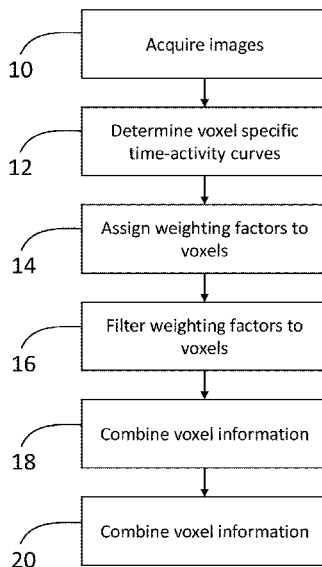 Acquire images
10
Determine voxel specific
time-activity curves
12
Assign weighting factors to
voxels
14
Filter weighting factors to
voxels
16
Combine voxel information
18
Combine voxel information
20